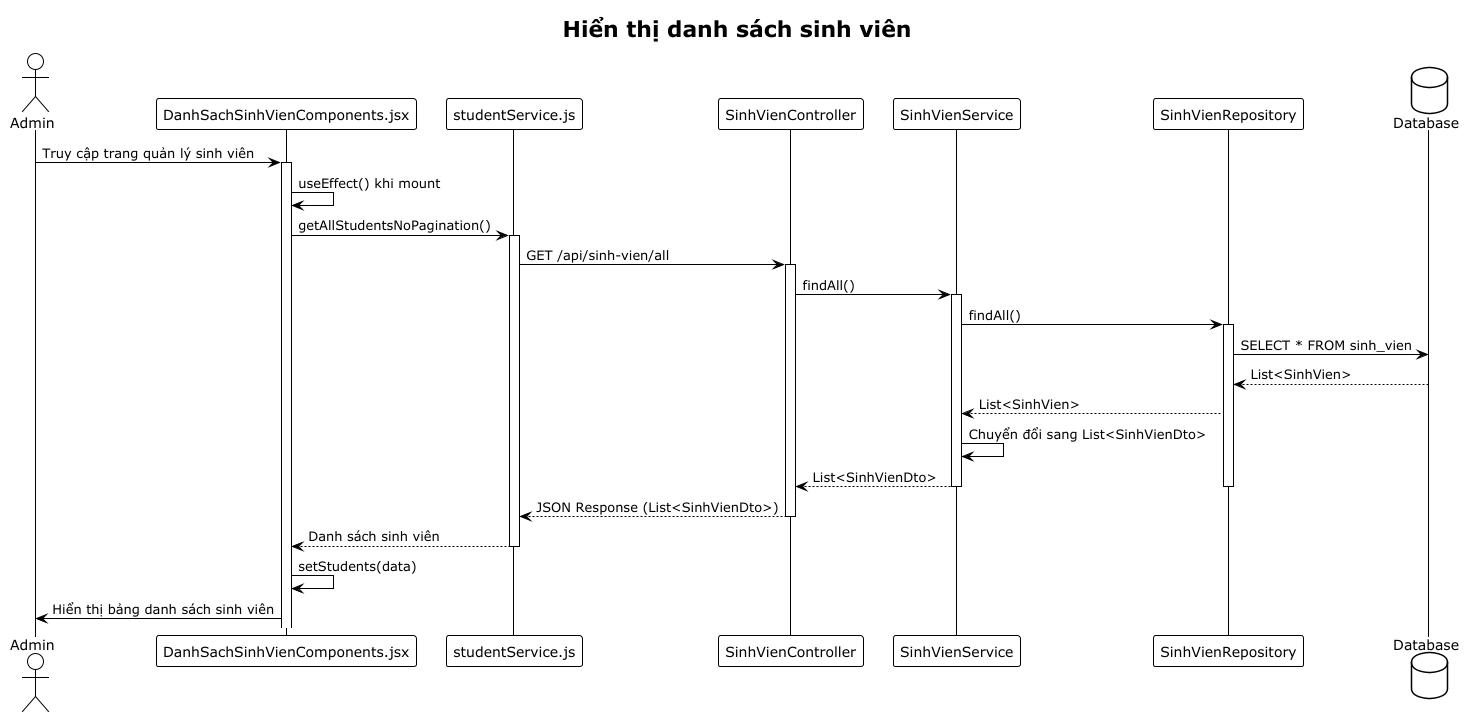 Hiển thị danh sách sinh viên
Admin
DanhSachSinhVienComponents.jsx
studentService.js
SinhVienController
SinhVienService
SinhVienRepository
Database
Truy cập trang quản lý sinh viên
useEffect() khi mount
getAllStudentsNoPagination()
GET /api/sinh-vien/all
findAll()
findAll()
SELECT * FROM sinh_vien
List<SinhVien>
List<SinhVien>
Chuyển đổi sang List<SinhVienDto>
List<SinhVienDto>
JSON Response (List<SinhVienDto>)
Danh sách sinh viên
setStudents(data)
Hiển thị bảng danh sách sinh viên
Admin
DanhSachSinhVienComponents.jsx
studentService.js
SinhVienController
SinhVienService
SinhVienRepository
Database